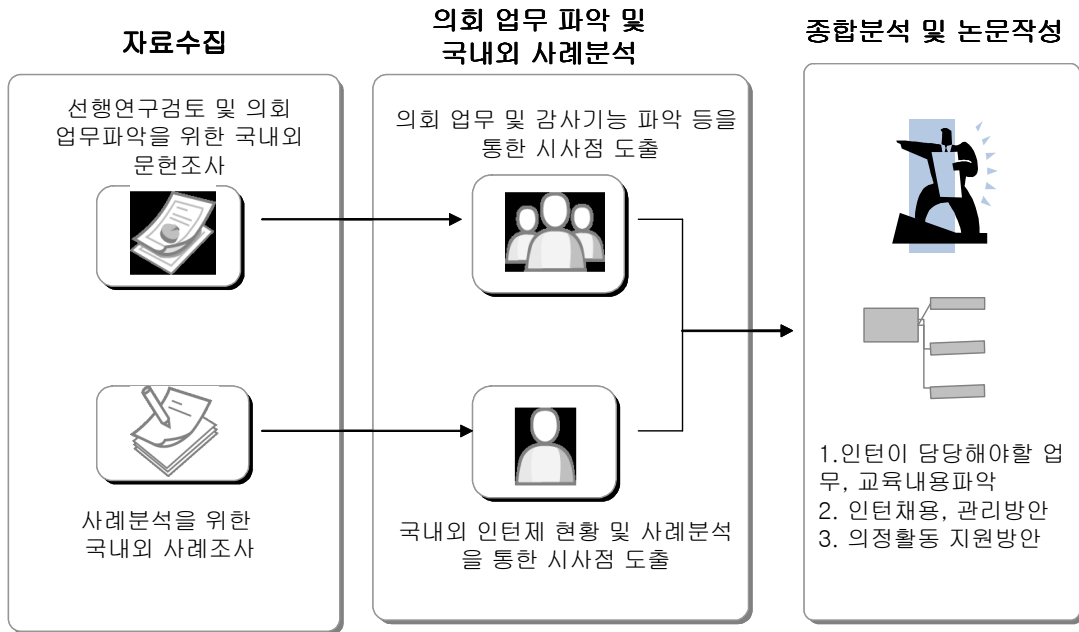 자료수집
선행연구검토 및 의회
업무파악을 위한 국내외
문헌조사
사례분석을 위한
국내외 사례조사
의회 업무 파악 및
국내외 사례분석
의회 업무 및 감사기능 파악 등을
통한 시사점 도출
국내외 인턴제 현황 및 사례분석
을 통한 시사점 도출
종합분석 및 논문작성
1.인턴이 담당해야할 업
무, 교육내용파악
2. 인턴채용, 관리방안
3. 의정활동 지원방안